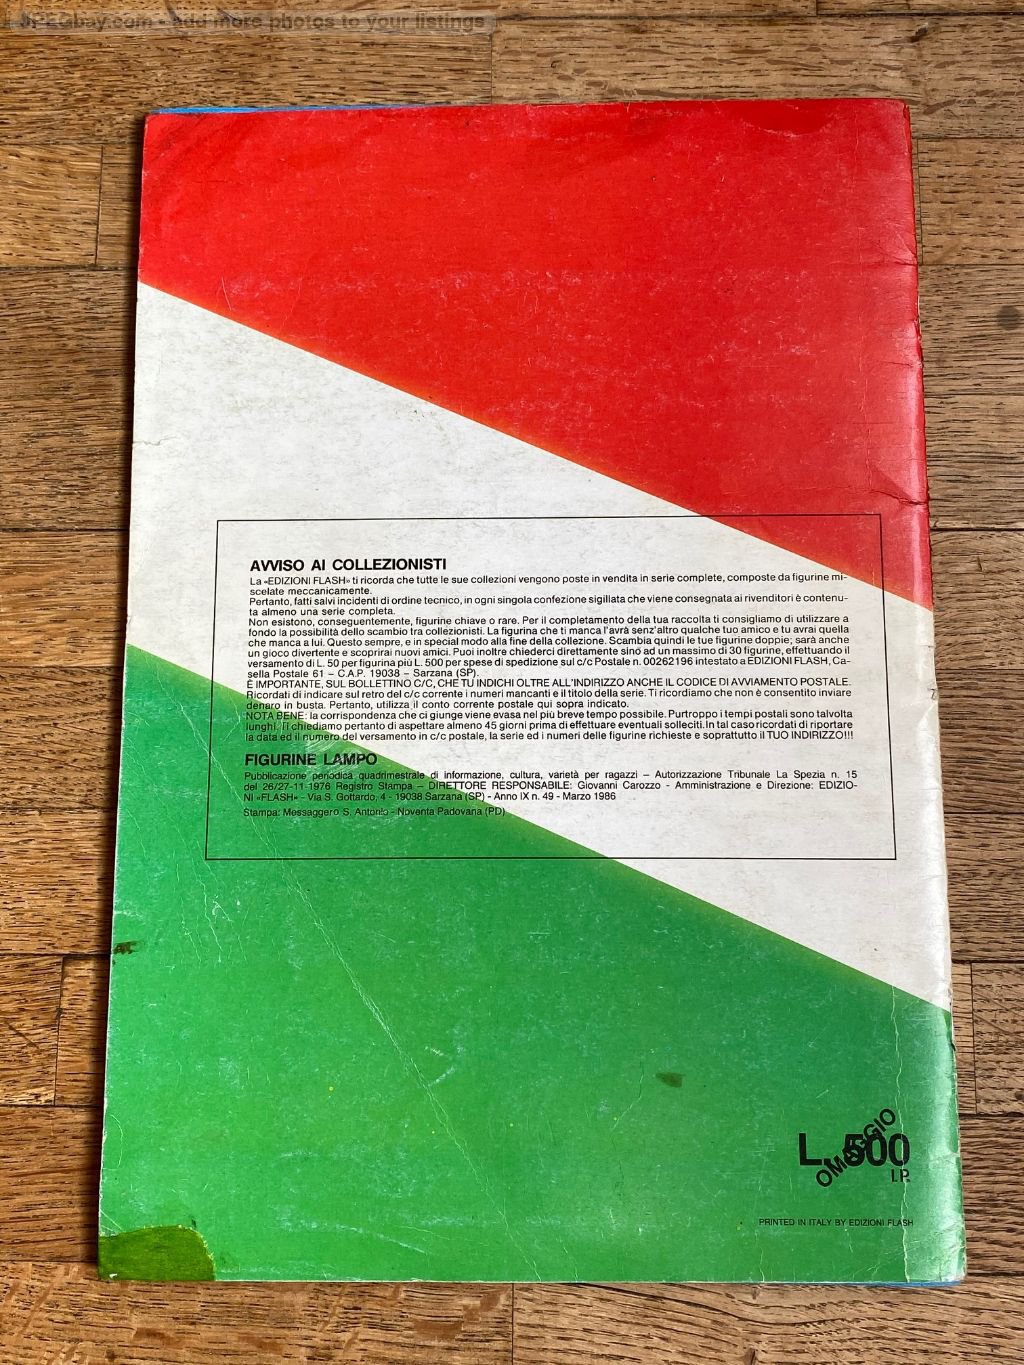 JPEGbay.com - add more photos to your listings
AVVISO AI COLLEZIONISTI
La «EDIZIONI FLASH» ti ricorda che tutte le sue collezioni vengono poste in vendita in serie complete, composte da figurine mi-
scelate meccanicamente.
Pertanto, fatti salvi incidenti di ordine tecnico, in ogni singola confezione sigillata che viene consegnata ai rivenditori è contenu-
ta almeno una serie completa.
Non esistono, conseguentemente, figurine chiave o rare. Per il completamento della tua raccolta ti consigliamo di utilizzare a
fondo la possibilità dello scambio tra collezionisti. La figurina che ti manca l'avrà senz'altro qualche tuo amico e tu avrai quella
che manca a lui. Questo sempre, e in special modo alla fine della collezione. Scambia quindi le tue figurine doppie; sarà anche
un gioco divertente e scoprirai nuovi amici. Puoi inoltre chiederci direttamente sino ad un massimo di 30 figurine, effettuando il
versamento di L. 50 per figurina più L. 500 per spese di spedizione sul c/c Postale n. 00262196 intestato a EDIZIONI FLASH, Ca-
sella Postale 61 – C.A.P. 19038 – Sarzana (SP).
È IMPORTANTE, SUL BOLLETTINO C/C, CHE TU INDICHI OLTRE ALL'INDIRIZZO ANCHE IL CODICE DI AVVIAMENTO POSTALE.
Ricordati di indicare sul retro del c/c corrente i numeri mancanti e il titolo della serie. Ti ricordiamo che non è consentito inviare
denaro in busta. Pertanto, utilizza il conto corrente postale qui sopra indicato.
NOTA BENE: la corrispondenza che ci giunge viene evasa nel più breve tempo possibile. Purtroppo i tempi postali sono talvolta
lunghi. Ti chiediamo pertanto di aspettare almeno 45 giorni prima di effettuare eventuali solleciti. In tal caso ricordati di riportare
la data ed il numero del versamento in c/c postale, la serie ed i numeri delle figurine richieste e soprattutto il TUO INDIRIZZO!!!
FIGURINE LAMPO
Pubblicazione periodica quadrimestrale di informazione, cultura, varietà per ragazzi – Autorizzazione Tribunale La Spezia n. 15
del 26/27-11-1976 Registro Stampa – DIRETTORE RESPONSABILE: Giovanni Carozzo - Amministrazione e Direzione: EDIZIO-
NI «FLASH» - Via S. Gottardo, 4 - 19038 Sarzana (SP) - Anno IX n. 49 - Marzo 1986
Stampa: Messaggero S. Antonio - Noventa Padovana (PD)
L. 500
OMAGGIO
I.P.
PRINTED IN ITALY BY EDIZIONI FLASH